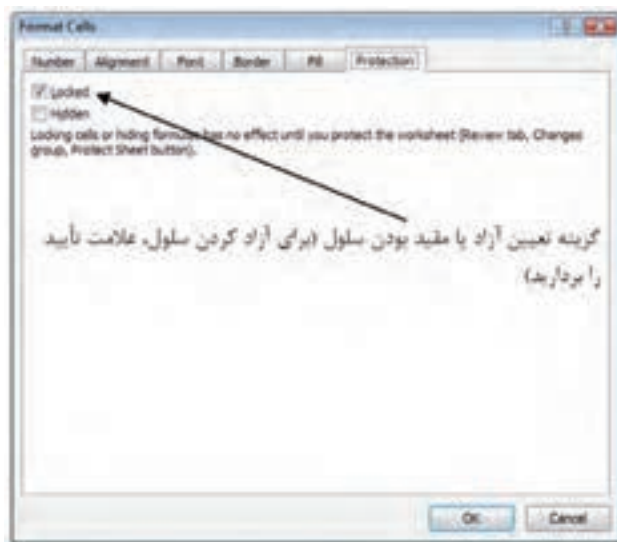 Format Cells
Number Alignment Font Border Fill Protection
Locked
Hidden
Locking cells or hiding formulas has no effect until you protect the worksheet (Review tab, Changes
group, Protect Sheet button).
گزینه تعیین آزاد یا مقید بودن سلول (برای آزاد کردن سلول، علامت تأیید
را بردارید)
OK Cancel